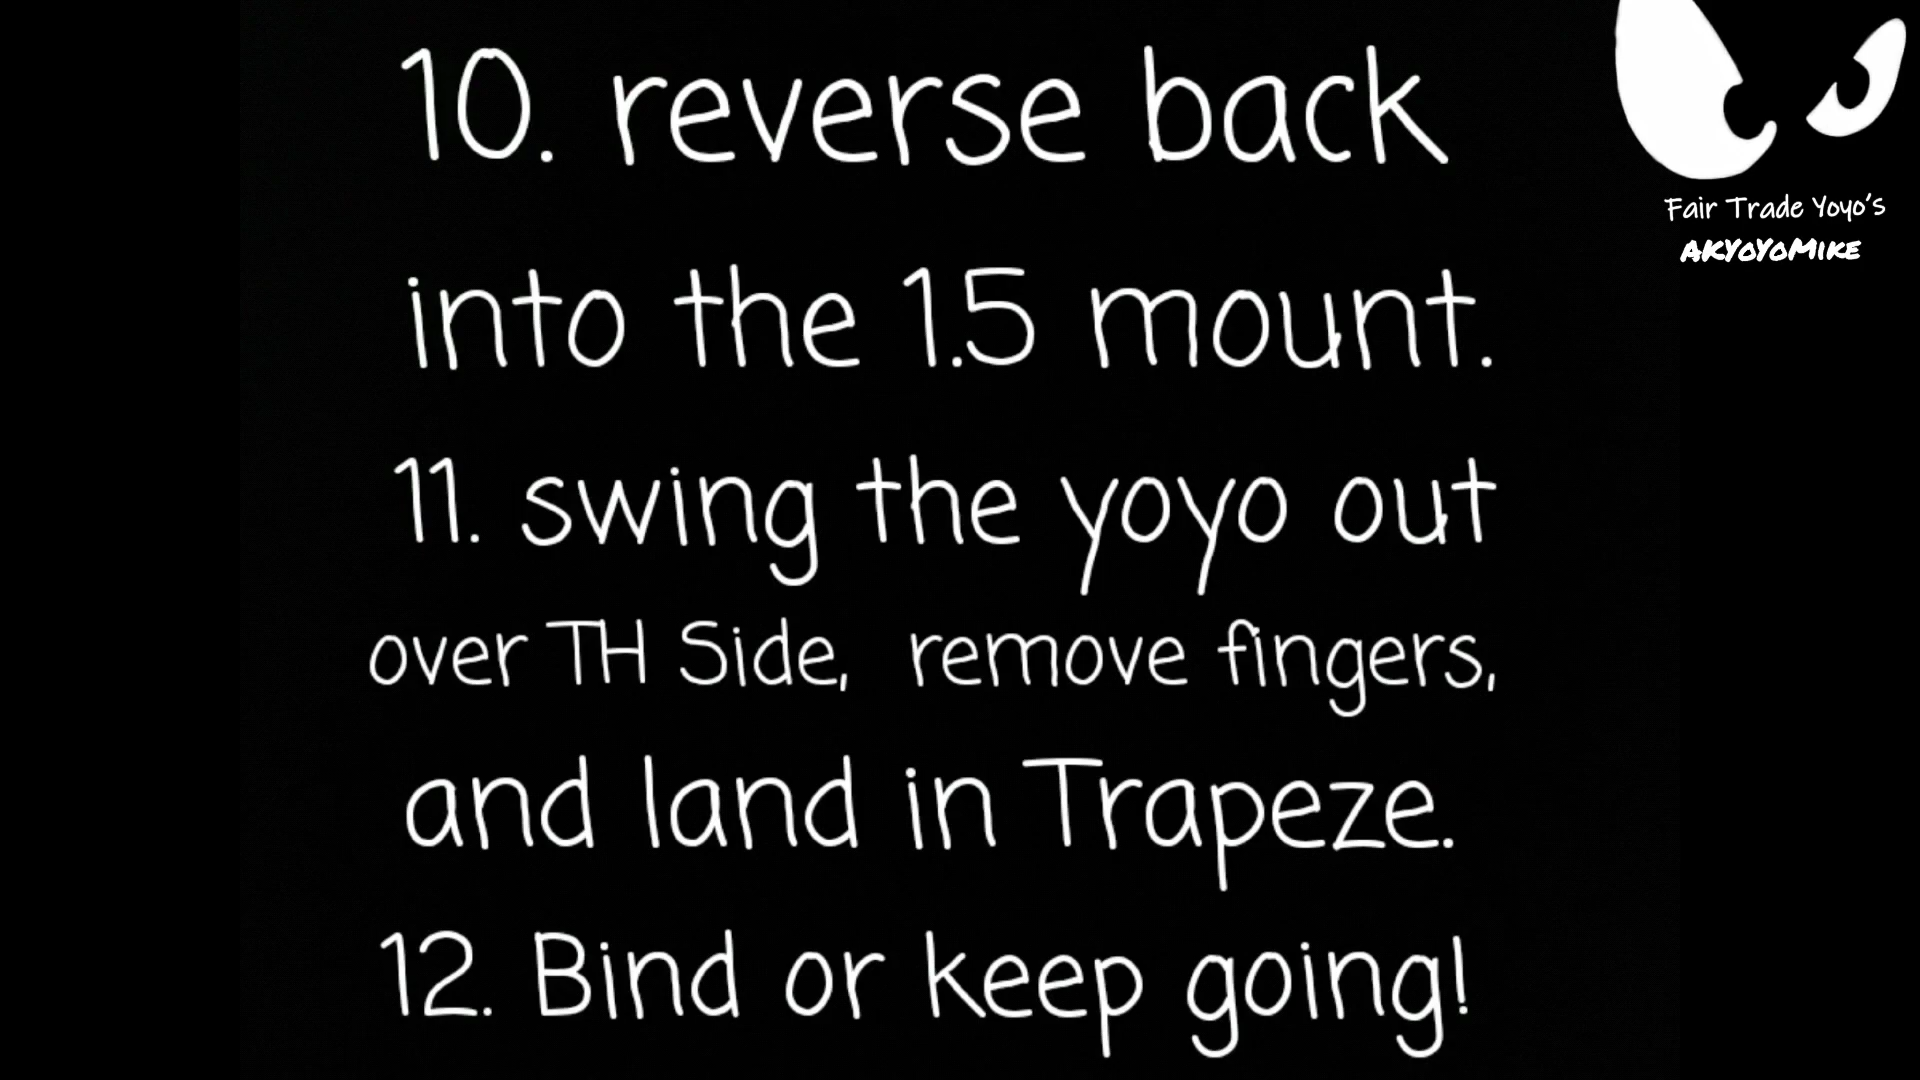 10. reverse back
into the 1.5 mount.
11. swing the yoyo out
over TH Side, remove fingers,
and land in Trapeze.
12. Bind or keep going!
Fair Trade Yoyo's
AKYoYoMike